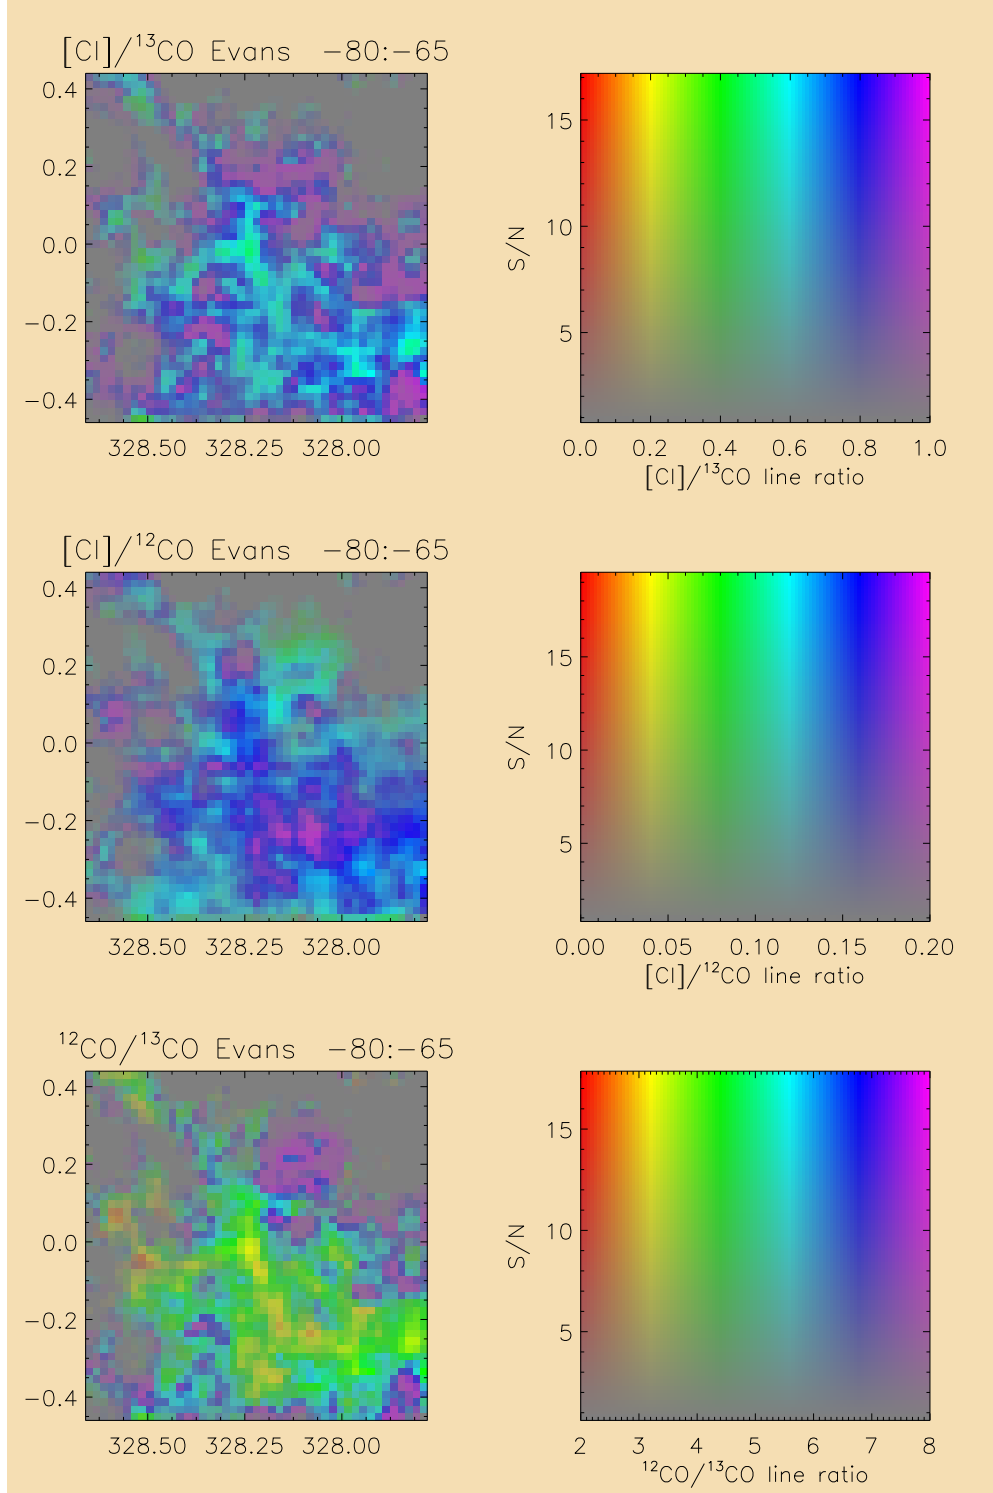 [CI]/¹³CO Evans −80:−65
0.4
0.2
0.0
−0.2
−0.4
328.50 328.25 328.00
15
10
5
S/N
0.0 0.2 0.4 0.6 0.8 1.0
[CI]/¹³CO line ratio
[CI]/¹²CO Evans −80:−65
0.4
0.2
0.0
−0.2
−0.4
328.50 328.25 328.00
15
10
5
S/N
0.00 0.05 0.10 0.15 0.20
[CI]/¹²CO line ratio
¹²CO/¹³CO Evans −80:−65
0.4
0.2
0.0
−0.2
−0.4
328.50 328.25 328.00
15
10
5
S/N
2 3 4 5 6 7 8
¹²CO/¹³CO line ratio